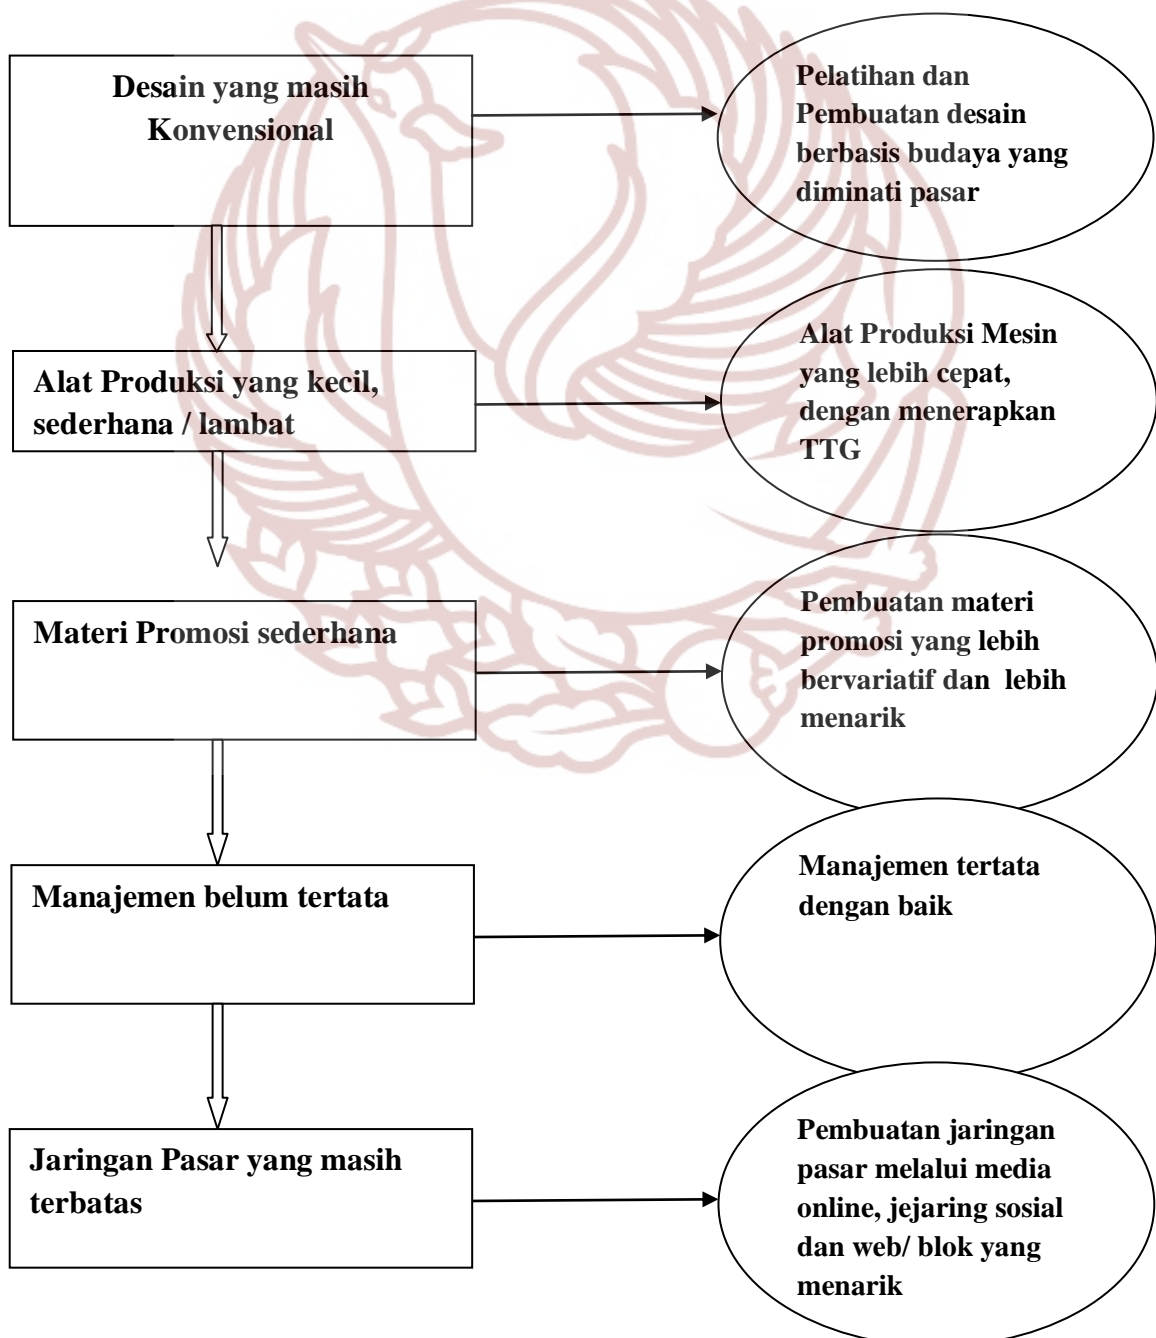 Desain yang masih
Konvensional
Pelatihan dan
Pembuatan desain
berbasis budaya yang
diminati pasar
Alat Produksi yang kecil,
sederhana / lambat
Alat Produksi Mesin
yang lebih cepat,
dengan menerapkan
TTG
Materi Promosi sederhana
Pembuatan materi
promosi yang lebih
bervariatif dan  lebih
menarik
Manajemen belum tertata
Manajemen tertata
dengan baik
Jaringan Pasar yang masih
terbatas
Pembuatan jaringan
pasar melalui media
online, jejaring sosial
dan web/ blok yang
menarik